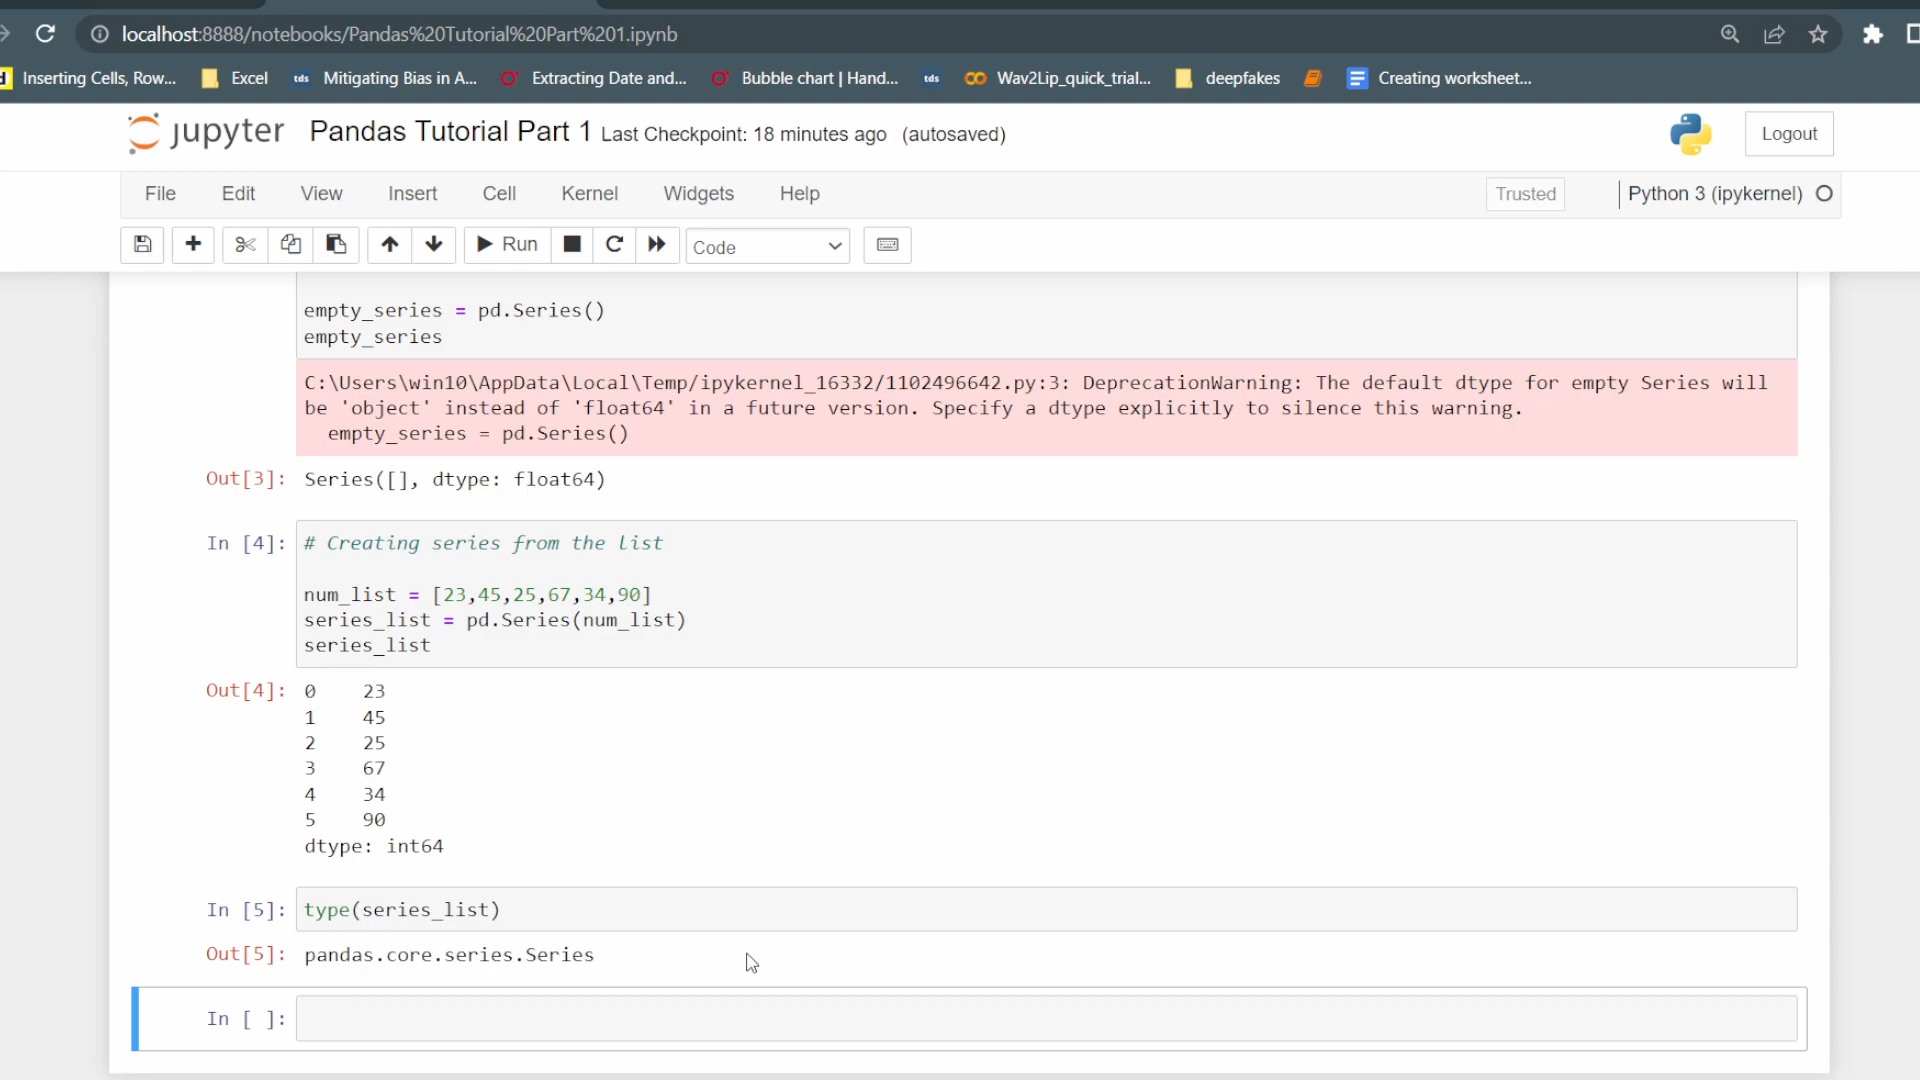 localhost:8888/notebooks/Pandas%20Tutorial%20Part%201.ipynb
Inserting Cells, Row... Excel tds Mitigating Bias in A... Extracting Date and... Bubble chart | Hand... tds Wav2Lip_quick_trial... deepfakes Creating worksheet...
jupyter Pandas Tutorial Part 1 Last Checkpoint: 18 minutes ago (autosaved) Logout
File Edit View Insert Cell Kernel Widgets Help Trusted Python 3 (ipykernel)
Run Code
empty_series = pd.Series()
empty_series
C:\Users\win10\AppData\Local\Temp/ipykernel_16332/1102496642.py:3: DeprecationWarning: The default dtype for empty Series will
be 'object' instead of 'float64' in a future version. Specify a dtype explicitly to silence this warning.
empty_series = pd.Series()
Out[3]: Series([], dtype: float64)
In [4]: # Creating series from the list
num_list = [23,45,25,67,34,90]
series_list = pd.Series(num_list)
series_list
Out[4]: 0 23
1 45
2 25
3 67
4 34
5 90
dtype: int64
In [5]: type(series_list)
Out[5]: pandas.core.series.Series
In [ ]: